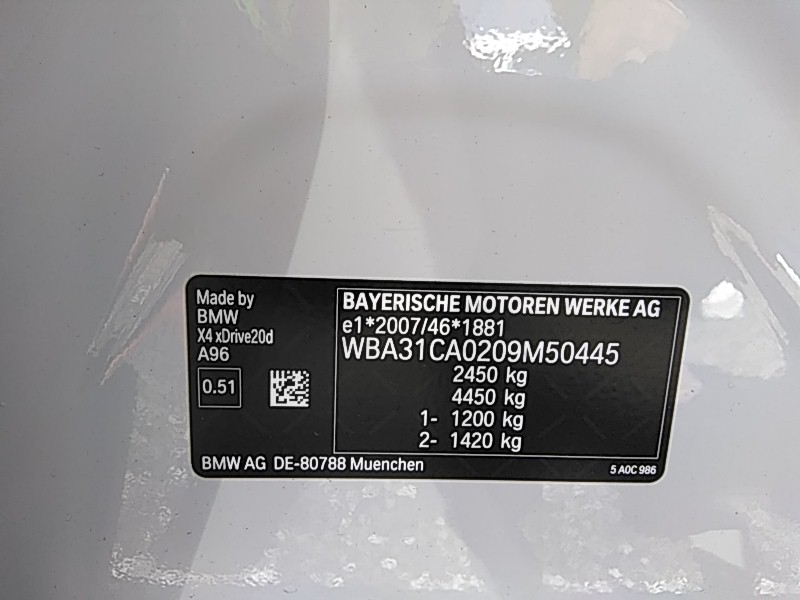 Made by
BMW
X4 xDrive20d
A96
0.51
BAYERISCHE MOTOREN WERKE AG
e1*2007/46*1881
WBA31CA0209M50445
2450 kg
4450 kg
1- 1200 kg
2- 1420 kg
BMW AG DE-80788 Muenchen
5 A0C 986